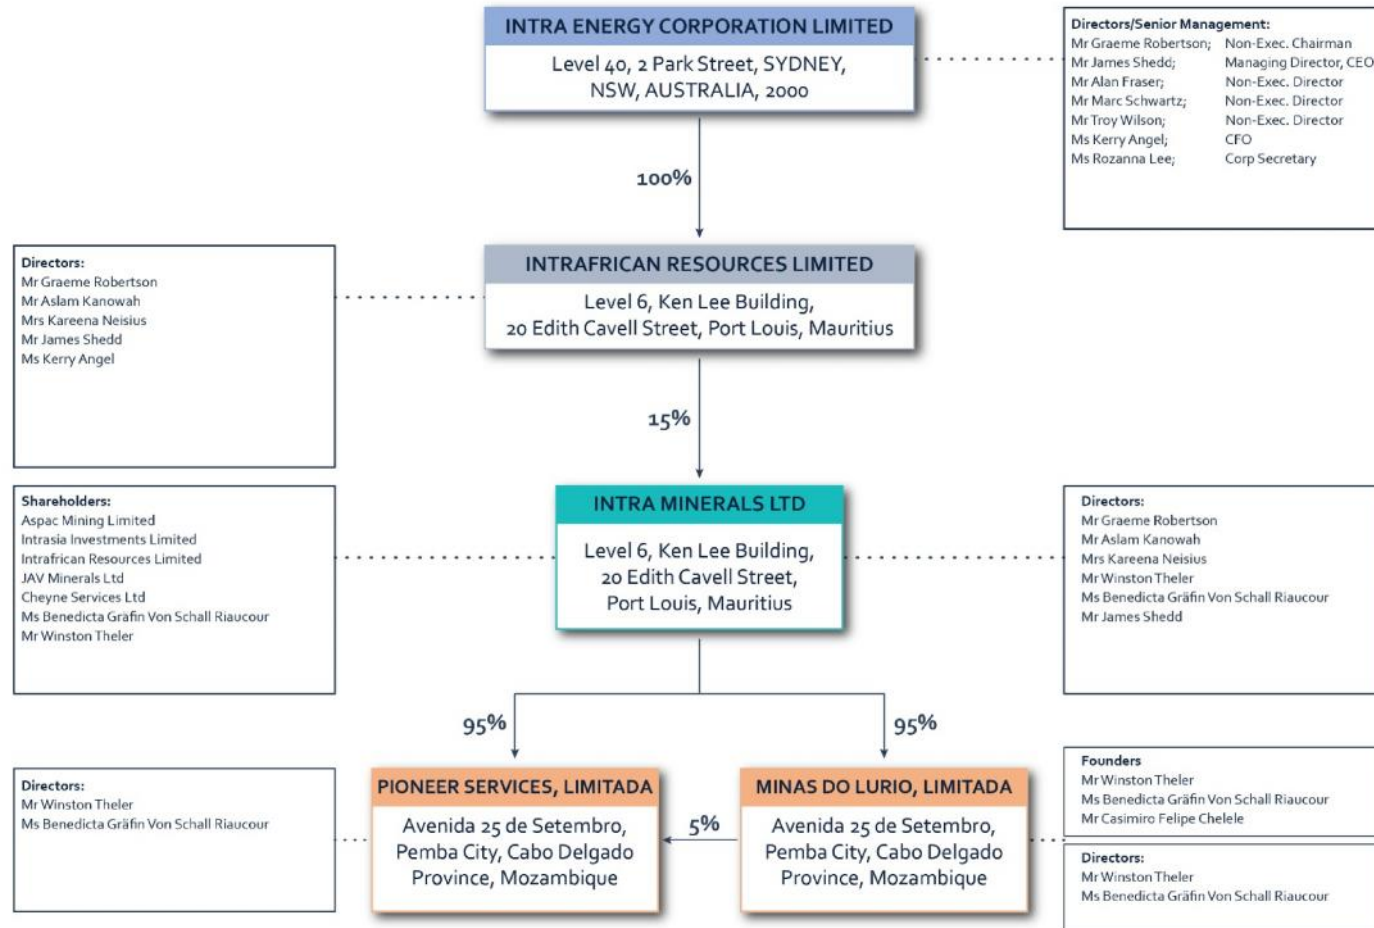 INTRA ENERGY CORPORATION LIMITED
Level 40, 2 Park Street, SYDNEY,
NSW, AUSTRALIA, 2000
Directors/Senior Management:
Mr Graeme Robertson; Non-Exec. Chairman
Mr James Shedd; Managing Director, CEO
Mr Alan Fraser; Non-Exec. Director
Mr Marc Schwartz; Non-Exec. Director
Mr Troy Wilson; Non-Exec. Director
Ms Kerry Angel; CFO
Ms Rozanna Lee; Corp Secretary
100%
Directors:
Mr Graeme Robertson
Mr Aslam Kanowah
Mrs Kareena Neisius
Mr James Shedd
Ms Kerry Angel
INTRAFRICAN RESOURCES LIMITED
Level 6, Ken Lee Building,
20 Edith Cavell Street, Port Louis, Mauritius
15%
Shareholders:
Aspac Mining Limited
Intrasia Investments Limited
Intrafrican Resources Limited
JAV Minerals Ltd
Cheyne Services Ltd
Ms Benedicta Gräfin Von Schall Riaucour
Mr Winston Theler
INTRA MINERALS LTD
Level 6, Ken Lee Building,
20 Edith Cavell Street,
Port Louis, Mauritius
Directors:
Mr Graeme Robertson
Mr Aslam Kanowah
Mrs Kareena Neisius
Mr Winston Theler
Ms Benedicta Gräfin Von Schall Riaucour
Mr James Shedd
95%
95%
Directors:
Mr Winston Theler
Ms Benedicta Gräfin Von Schall Riaucour
PIONEER SERVICES, LIMITADA
Avenida 25 de Setembro,
Pemba City, Cabo Delgado
Province, Mozambique
5%
MINAS DO LURIO, LIMITADA
Avenida 25 de Setembro,
Pemba City, Cabo Delgado
Province, Mozambique
Founders
Mr Winston Theler
Ms Benedicta Gräfin Von Schall Riaucour
Mr Casimiro Felipe Chelele
Directors:
Mr Winston Theler
Ms Benedicta Gräfin Von Schall Riaucour